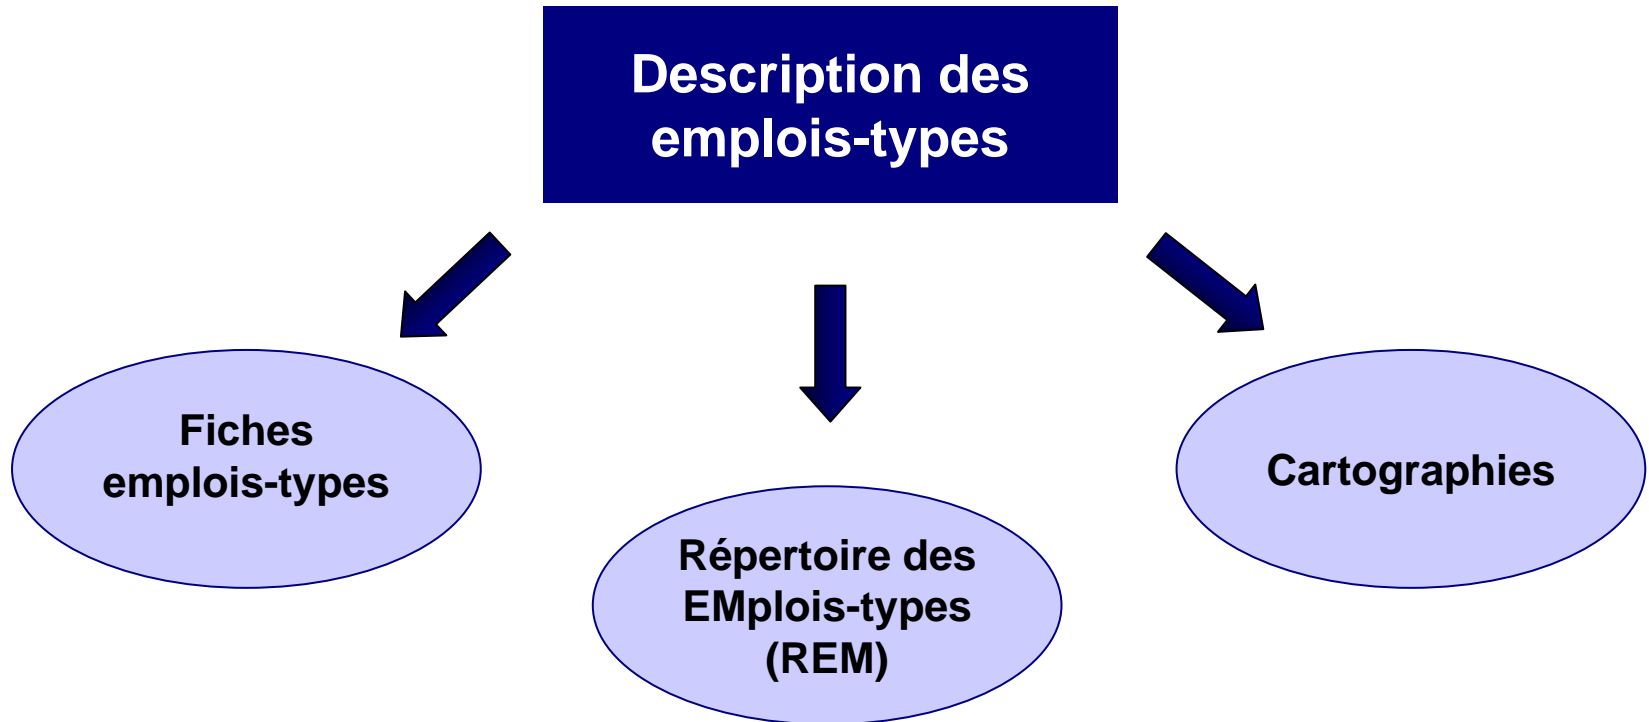 Description des
emplois-types
Fiches
emplois-types
Cartographies
Répertoire des
EMplois-types
(REM)